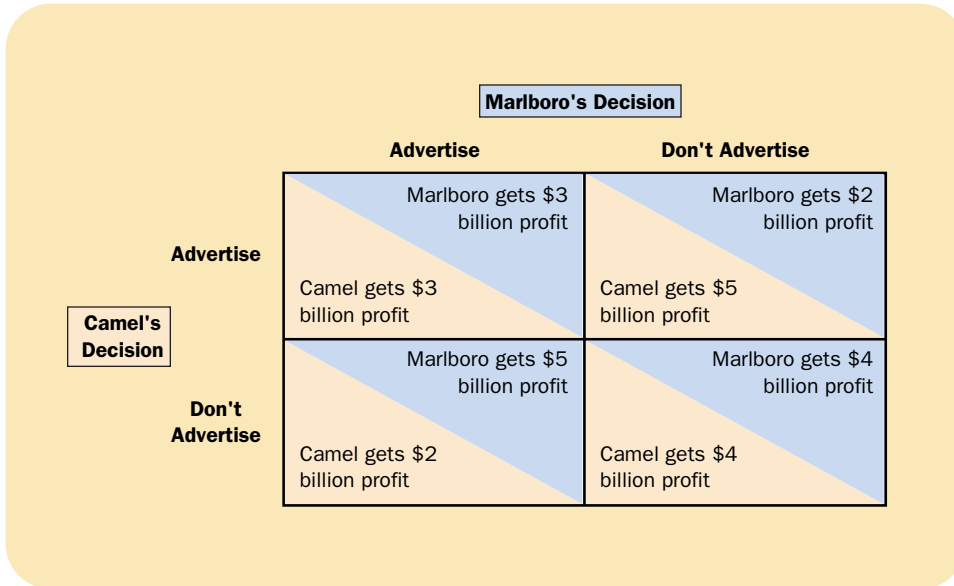 Marlboro's Decision
Advertise
Don't Advertise
Marlboro gets $3
billion profit
Marlboro gets $2
billion profit
Advertise
Camel gets $3
billion profit
Camel gets $5
billion profit
Camel's
Decision
Marlboro gets $5
billion profit
Marlboro gets $4
billion profit
Don't
Advertise
Camel gets $2
billion profit
Camel gets $4
billion profit